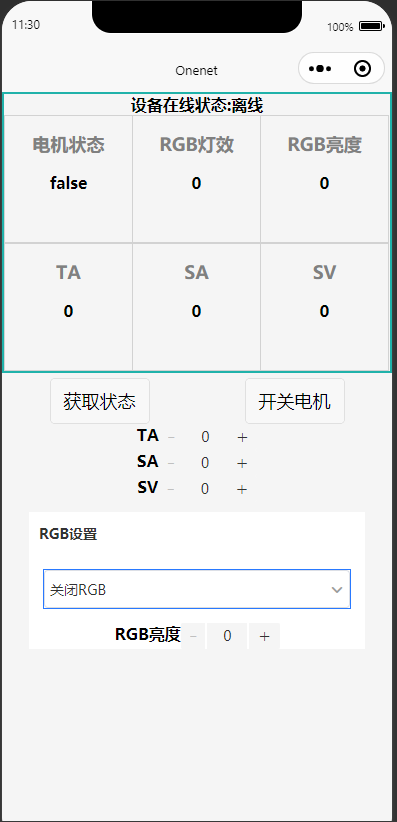 11:30 100%
Onenet
设备在线状态:离线
电机状态 RGB灯效 RGB亮度
false 0 0
TA SA SV
0 0 0
获取状态 开关电机
TA - 0 +
SA - 0 +
SV - 0 +
RGB设置
关闭RGB
RGB亮度 - 0 +